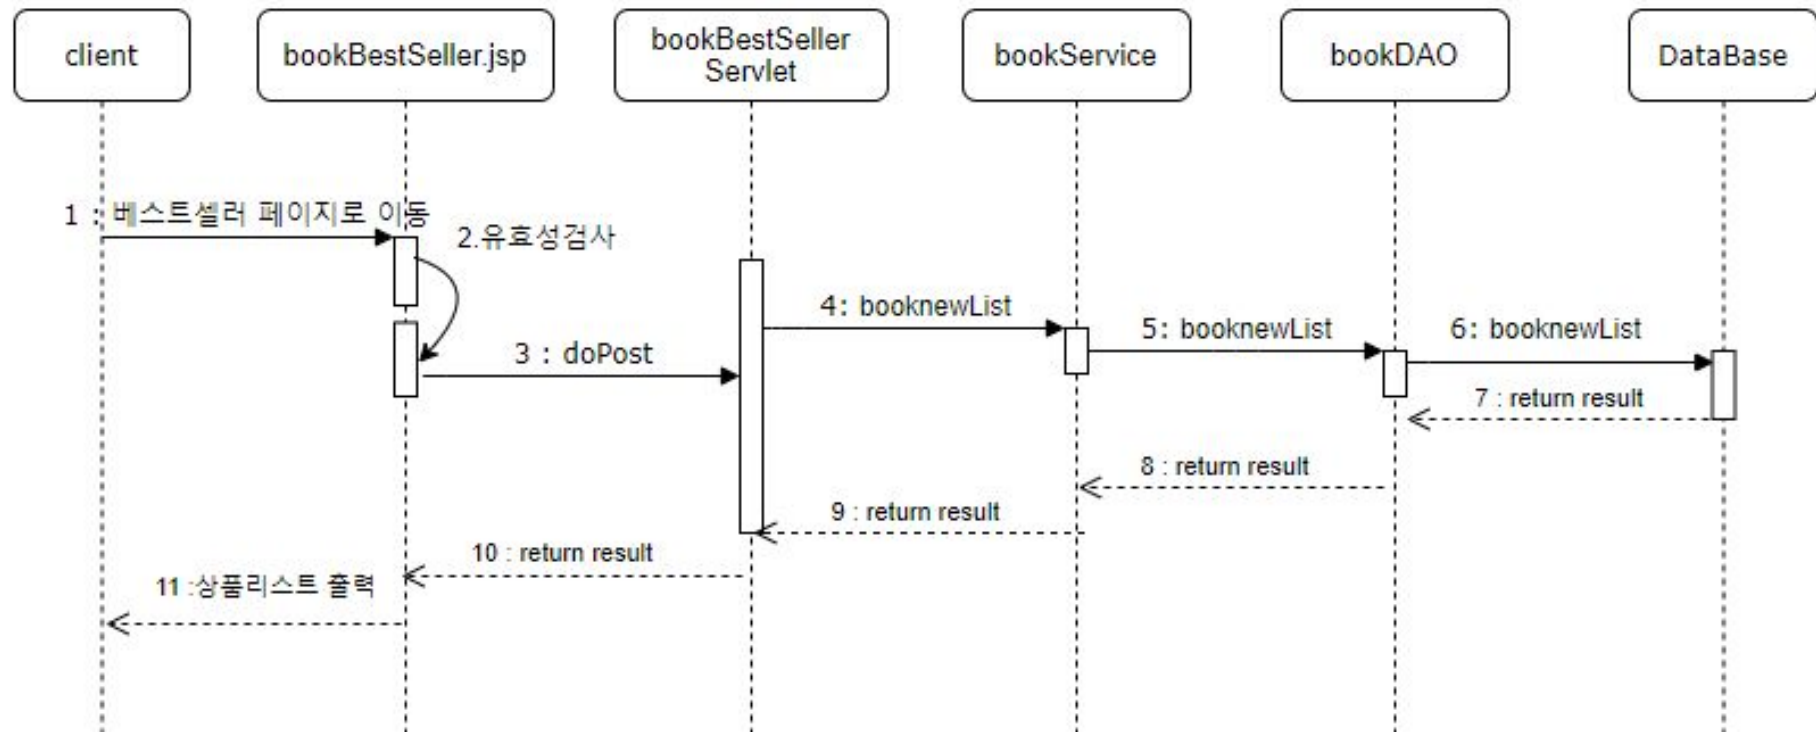 client
bookBestSeller.jsp
bookBestSeller
Servlet
bookService
bookDAO
DataBase
1 : 베스트셀러 페이지로 이동
2.유효성검사
3 : doPost
4: booknewList
5: booknewList
6: booknewList
7 : return result
8 : return result
9 : return result
10 : return result
11 :상품리스트 출력